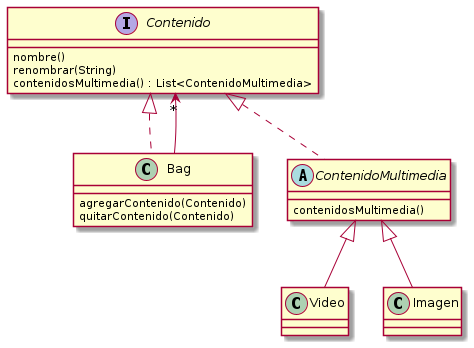 I Contenido
nombre()
renombrar(String)
contenidosMultimedia() : List<ContenidoMultimedia>
*
C Bag
agregarContenido(Contenido)
quitarContenido(Contenido)
A ContenidoMultimedia
contenidosMultimedia()
C Video
C Imagen